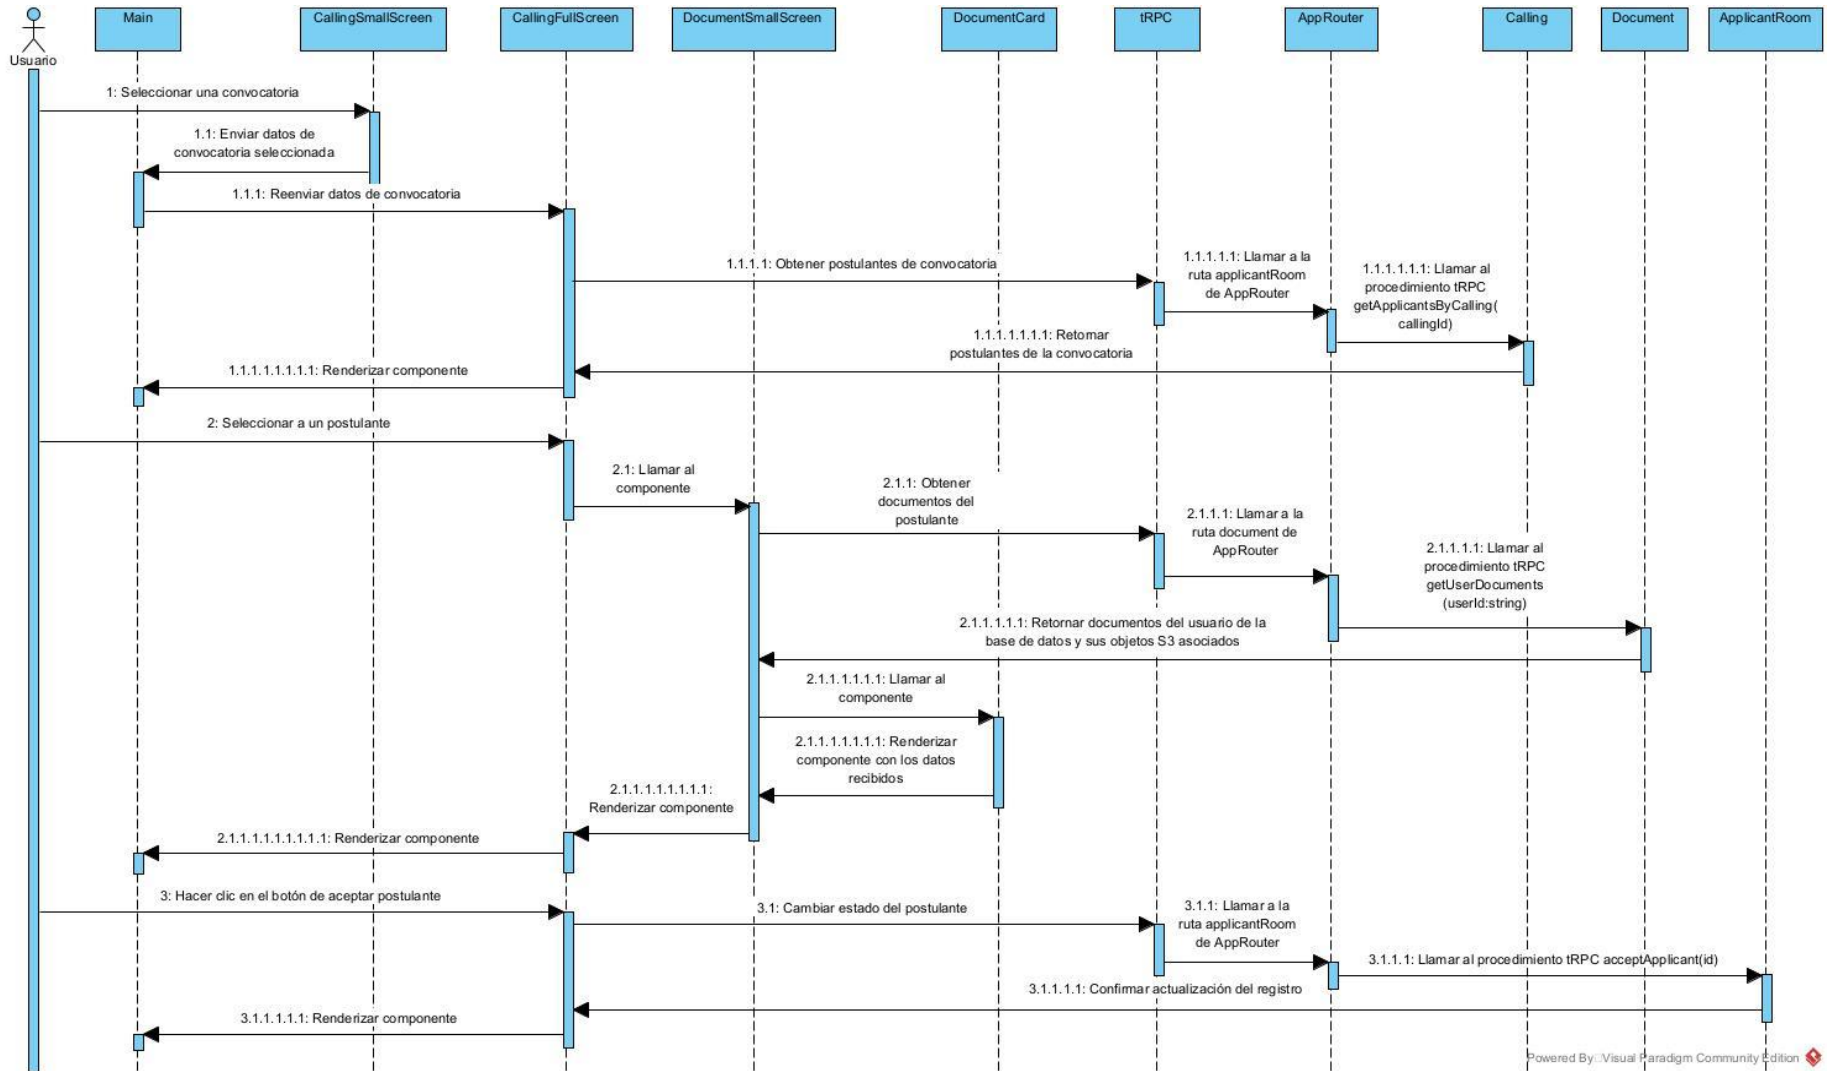 Usuario
Main
CallingSmallScreen
CallingFullScreen
DocumentSmallScreen
DocumentCard
tRPC
AppRouter
Calling
Document
ApplicantRoom
1: Seleccionar una convocatoria
1.1: Enviar datos de
convocatoria seleccionada
1.1.1: Reenviar datos de convocatoria
1.1.1.1: Obtener postulantes de convocatoria
1.1.1.1.1: Llamar a la
ruta applicantRoom
de AppRouter
1.1.1.1.1.1: Llamar al
procedimiento tRPC
getApplicantsByCalling(
callingId)
1.1.1.1.1.1.1: Retornar
postulantes de la convocatoria
1.1.1.1.1.1.1.1: Renderizar componente
2: Seleccionar a un postulante
2.1: Llamar al
componente
2.1.1: Obtener
documentos del
postulante
2.1.1.1: Llamar a la
ruta document de
AppRouter
2.1.1.1.1: Llamar al
procedimiento tRPC
getUserDocuments
(userId:string)
2.1.1.1.1.1: Retornar documentos del usuario de la
base de datos y sus objetos S3 asociados
2.1.1.1.1.1.1: Llamar al
componente
2.1.1.1.1.1.1.1: Renderizar
componente con los datos
recibidos
2.1.1.1.1.1.1.1.1:
Renderizar componente
2.1.1.1.1.1.1.1.1.1: Renderizar componente
3: Hacer clic en el botón de aceptar postulante
3.1: Cambiar estado del postulante
3.1.1: Llamar a la
ruta applicantRoom
de AppRouter
3.1.1.1: Llamar al procedimiento tRPC acceptApplicant(id)
3.1.1.1.1: Confirmar actualización del registro
3.1.1.1.1.1: Renderizar componente
Powered By Visual Paradigm Community Edition